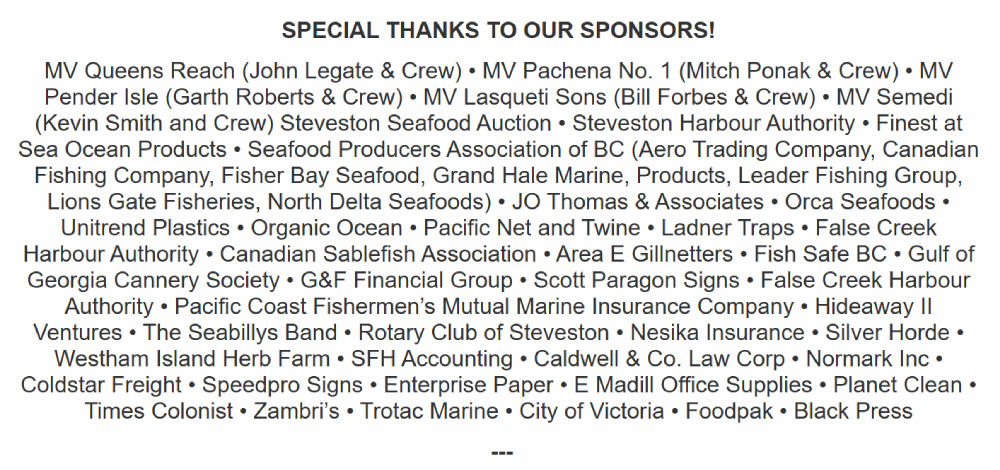 SPECIAL THANKS TO OUR SPONSORS!
MV Queens Reach (John Legate & Crew) • MV Pachena No. 1 (Mitch Ponak & Crew) • MV
Pender Isle (Garth Roberts & Crew) • MV Lasqueti Sons (Bill Forbes & Crew) • MV Semedi
(Kevin Smith and Crew) Steveston Seafood Auction • Steveston Harbour Authority • Finest at
Sea Ocean Products • Seafood Producers Association of BC (Aero Trading Company, Canadian
Fishing Company, Fisher Bay Seafood, Grand Hale Marine, Products, Leader Fishing Group,
Lions Gate Fisheries, North Delta Seafoods) • JO Thomas & Associates • Orca Seafoods •
Unitrend Plastics • Organic Ocean • Pacific Net and Twine • Ladner Traps • False Creek
Harbour Authority • Canadian Sablefish Association • Area E Gillnetters • Fish Safe BC • Gulf of
Georgia Cannery Society • G&F Financial Group • Scott Paragon Signs • False Creek Harbour
Authority • Pacific Coast Fishermen's Mutual Marine Insurance Company • Hideaway II
Ventures • The Seabillys Band • Rotary Club of Steveston • Nesika Insurance • Silver Horde •
Westham Island Herb Farm • SFH Accounting • Caldwell & Co. Law Corp • Normark Inc •
Coldstar Freight • Speedpro Signs • Enterprise Paper • E Madill Office Supplies • Planet Clean •
Times Colonist • Zambri's • Trotac Marine • City of Victoria • Foodpak • Black Press
---